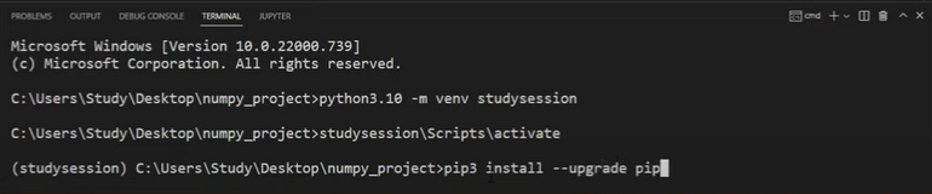 PROBLEMS OUTPUT DEBUG CONSOLE TERMINAL JUPYTER cmd
Microsoft Windows [Version 10.0.22000.739]
(c) Microsoft Corporation. All rights reserved.
C:\Users\Study\Desktop\numpy_project>python3.10 -m venv studysession
C:\Users\Study\Desktop\numpy_project>studysession\Scripts\activate
(studysession) C:\Users\Study\Desktop\numpy_project>pip3 install --upgrade pip